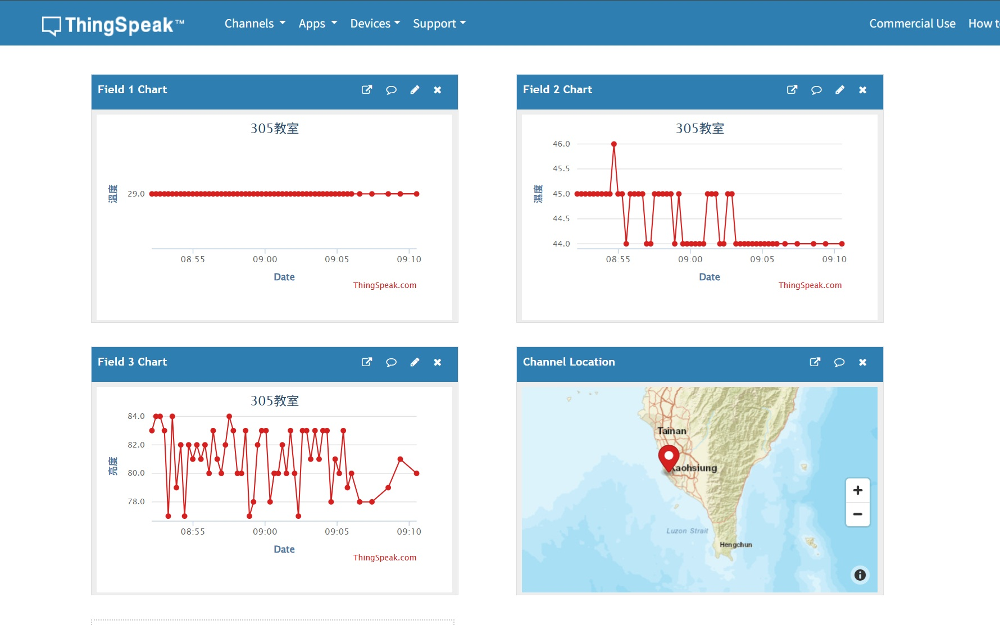 ThingSpeak™
Channels Apps Devices Support Commercial Use How to
Field 1 Chart
305教室
溫度
29.0
08:55 09:00 09:05 09:10
Date
ThingSpeak.com
Field 2 Chart
305教室
濕度
46.0
45.5
45.0
44.5
44.0
08:55 09:00 09:05 09:10
Date
ThingSpeak.com
Field 3 Chart
305教室
亮度
84.0
82.0
80.0
78.0
08:55 09:00 09:05 09:10
Date
ThingSpeak.com
Channel Location
Tainan
Kaohsiung
Luzon Strait
Hengchun